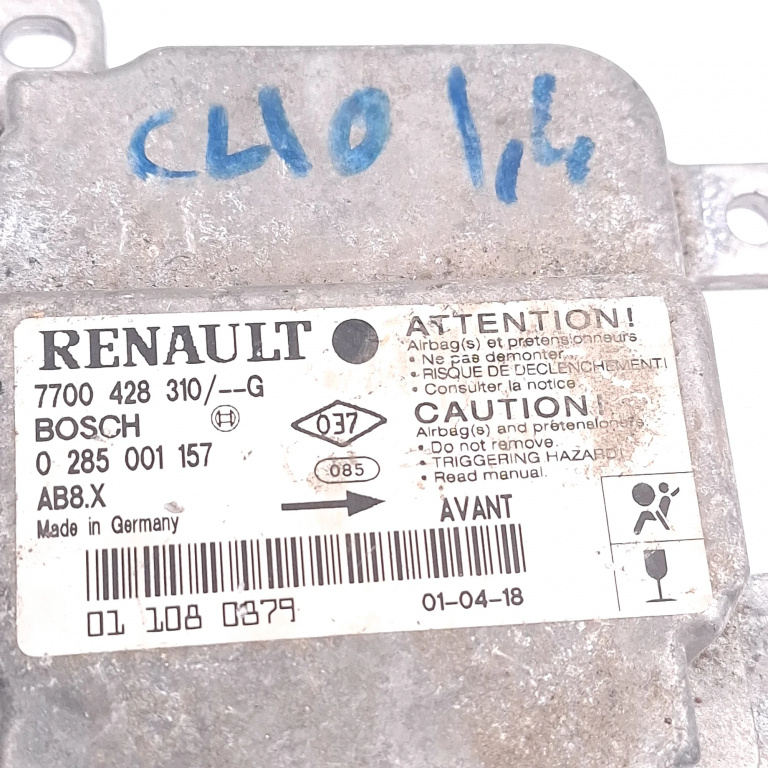 CLIO 1,4
RENAULT
7700 428 310/--G
BOSCH
0 285 001 157
AB8.X
Made in Germany
037
085
AVANT
ATTENTION!
Airbag(s) et pretensionneurs
• Ne pas demonter
• RISQUE DE DECLENCHEMENT!
• Consulter la notice.
CAUTION!
Airbag(s) and pretensioners
• Do not remove.
• TRIGGERING HAZARD!
• Read manual.
01 108 0379
01-04-18